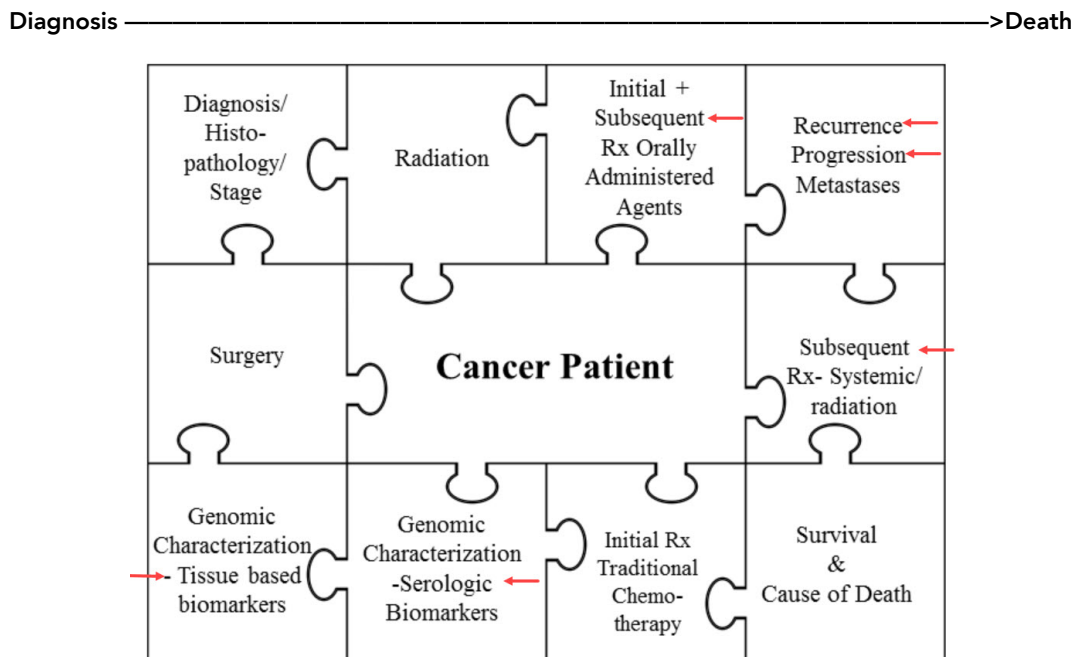 Diagnosis ——————————————————————————————>Death
Diagnosis/
Histo-
pathology/
Stage
Radiation
Initial +
Subsequent
Rx Orally
Administered
Agents
Recurrence
Progression
Metastases
Surgery
Cancer Patient
Subsequent
Rx- Systemic/
radiation
Genomic
Characterization
- Tissue based
biomarkers
Genomic
Characterization
-Serologic
Biomarkers
Initial Rx
Traditional
Chemo-
therapy
Survival
&
Cause of Death